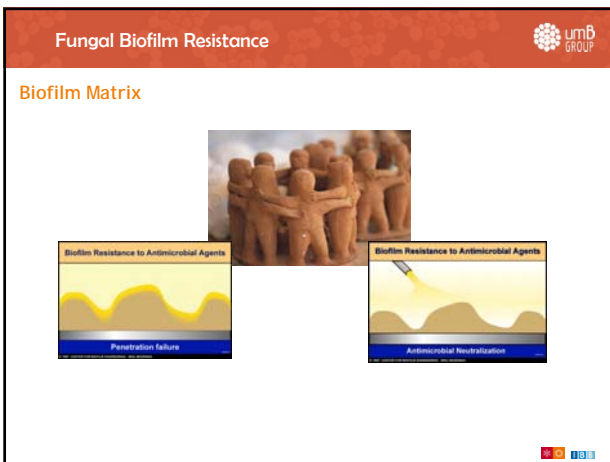 Fungal Biofilm Resistance
umB
GROUP
Biofilm Matrix
Biofilm Resistance to Antimicrobial Agents
Penetration failure
Biofilm Resistance to Antimicrobial Agents
Antimicrobial Neutralization
IBB